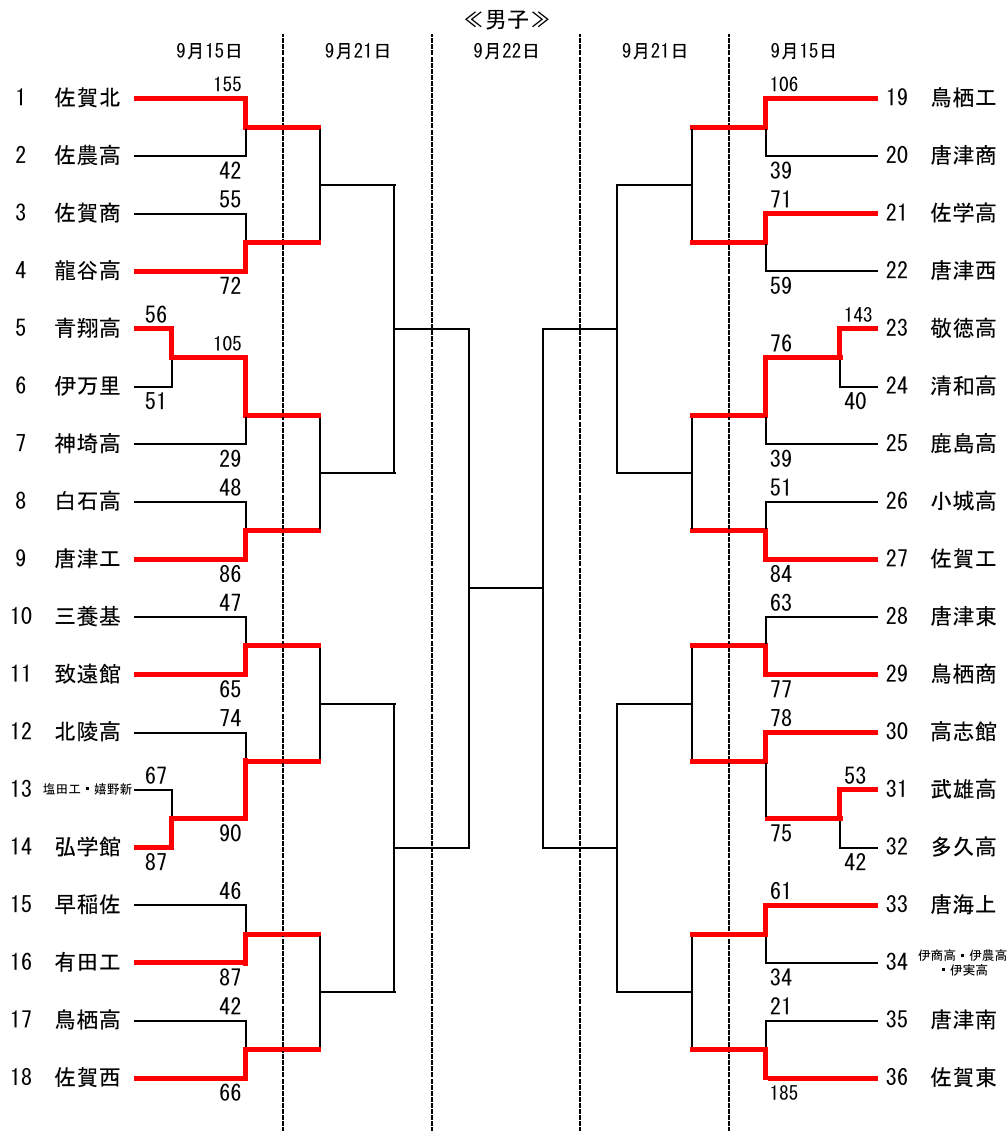 ≪男子≫
9月15日 9月21日 9月22日 9月21日 9月15日
1 佐賀北 155 106 19 鳥栖工
2 佐農高 42 39 20 唐津商
3 佐賀商 55 71 21 佐学高
4 龍谷高 72 59 22 唐津西
5 青翔高 56 143 23 敬徳高
105 76
6 伊万里 51 40 24 清和高
7 神埼高 29 39 25 鹿島高
8 白石高 48 51 26 小城高
9 唐津工 86 84 27 佐賀工
10 三養基 47 63 28 唐津東
11 致遠館 65 77 29 鳥栖商
12 北陵高 74 78 30 高志館
13 塩田工・嬉野新 67 53 31 武雄高
90 75
14 弘学館 87 42 32 多久高
15 早稲佐 46 61 33 唐海上
16 有田工 87 34 34 伊商高・伊農高
・伊実高
17 鳥栖高 42 21 35 唐津南
18 佐賀西 66 185 36 佐賀東